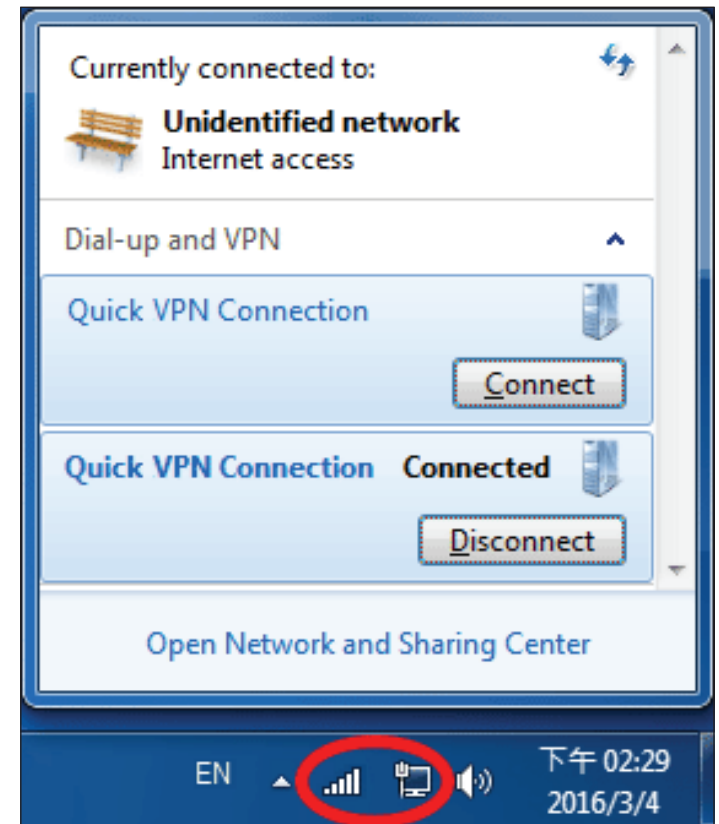 Currently connected to:
Unidentified network
Internet access
Dial-up and VPN
Quick VPN Connection
Connect
Quick VPN Connection Connected
Disconnect
Open Network and Sharing Center
EN 下午 02:29
2016/3/4